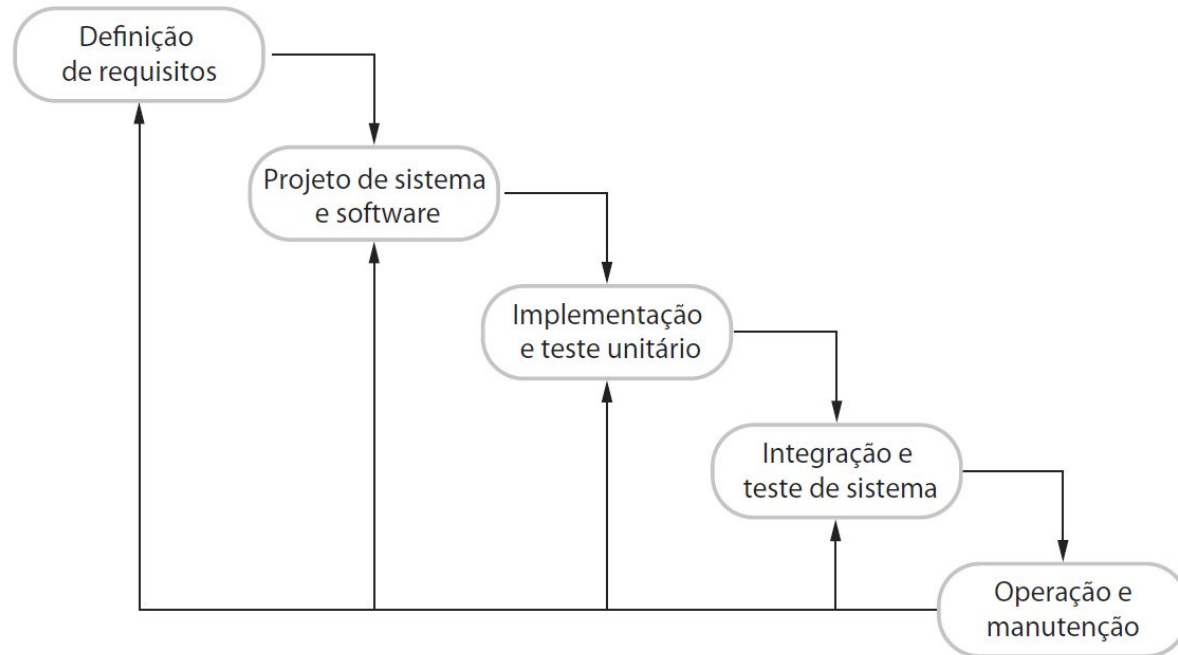 Definição
de requisitos
Projeto de sistema
e software
Implementação
e teste unitário
Integração e
teste de sistema
Operação e
manutenção